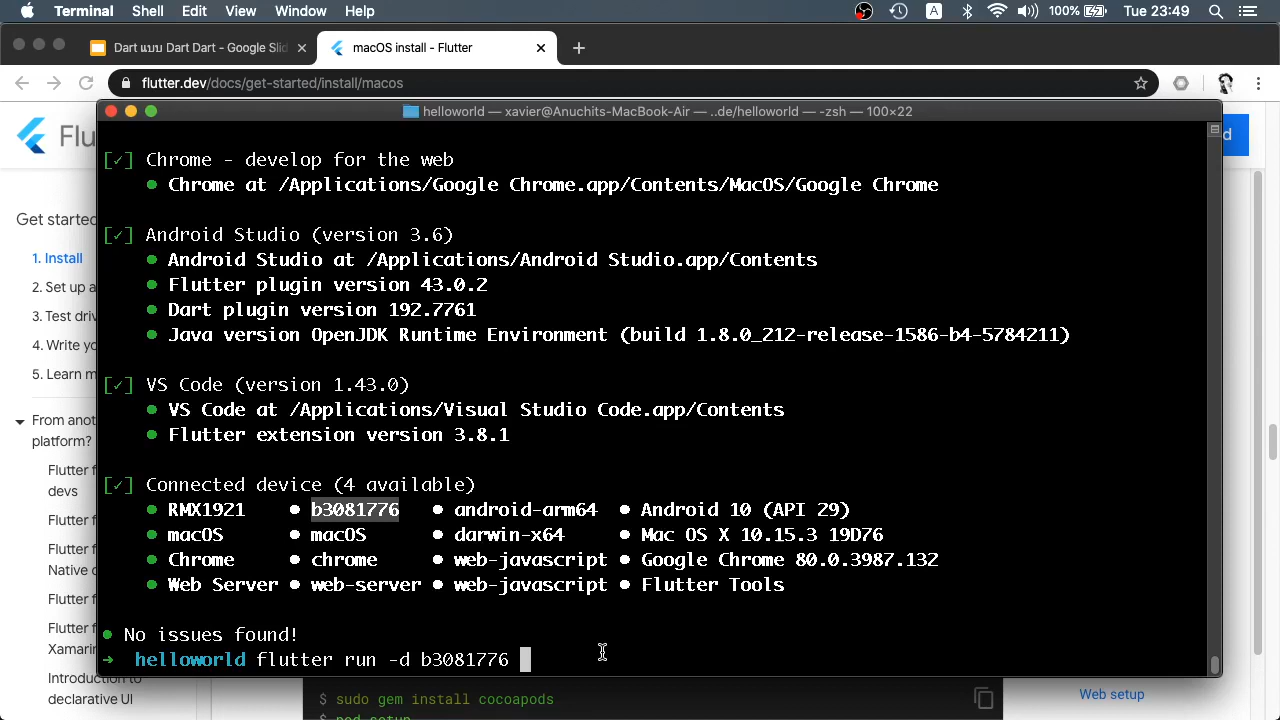 Terminal Shell Edit View Window Help A 100% Tue 23:49
Dart แบบ Dart Dart - Google Slid
macOS install - Flutter
flutter.dev/docs/get-started/install/macos
helloworld — xavier@Anuchits-MacBook-Air — ..de/helloworld — -zsh — 100×22
Flu
d
Get started
1. Install
2. Set up a
3. Test driv
4. Write yo
5. Learn m
From anot
platform?
Flutter f
devs
Flutter f
Flutter f
Native d
Flutter f
Flutter f
Xamarin
Introduction to
declarative UI
[✓] Chrome - develop for the web
• Chrome at /Applications/Google Chrome.app/Contents/MacOS/Google Chrome
[✓] Android Studio (version 3.6)
• Android Studio at /Applications/Android Studio.app/Contents
• Flutter plugin version 43.0.2
• Dart plugin version 192.7761
• Java version OpenJDK Runtime Environment (build 1.8.0_212-release-1586-b4-5784211)
[✓] VS Code (version 1.43.0)
• VS Code at /Applications/Visual Studio Code.app/Contents
• Flutter extension version 3.8.1
[✓] Connected device (4 available)
• RMX1921 • b3081776 • android-arm64 • Android 10 (API 29)
• macOS • macOS • darwin-x64 • Mac OS X 10.15.3 19D76
• Chrome • chrome • web-javascript • Google Chrome 80.0.3987.132
• Web Server • web-server • web-javascript • Flutter Tools
• No issues found!
➜ helloworld flutter run -d b3081776
$ sudo gem install cocoapods
$ pod setup
Web setup